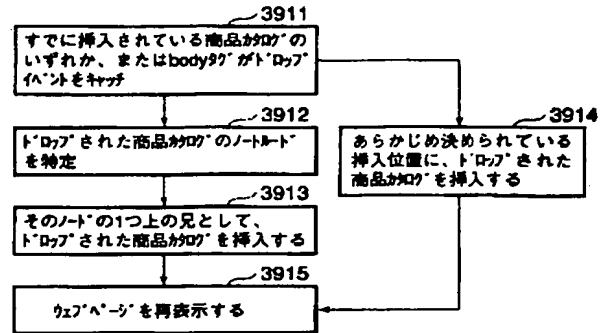 3911
すでに挿入されている商品ｶﾀﾛｸﾞの
いずれか、またはbodyﾀｸﾞがﾄﾞﾛｯﾌﾟ
ｲﾍﾞﾝﾄをキャッチ
3912
ﾄﾞﾛｯﾌﾟされた商品ｶﾀﾛｸﾞのﾉｰﾄﾞﾙｰﾄﾞ
を特定
3913
そのﾉｰﾄﾞの1つ上の兄として、
ﾄﾞﾛｯﾌﾟされた商品ｶﾀﾛｸﾞを挿入する
3914
あらかじめ決められている
挿入位置に、ﾄﾞﾛｯﾌﾟされた
商品ｶﾀﾛｸﾞを挿入する
3915
ｳｪﾌﾞﾍﾟｰｼﾞを再表示する